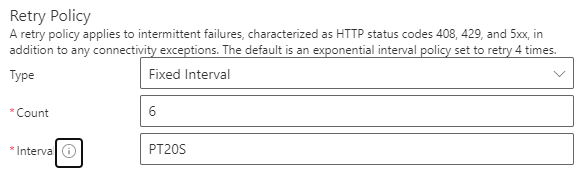 Retry Policy
A retry policy applies to intermittent failures, characterized as HTTP status codes 408, 429, and 5xx, in
addition to any connectivity exceptions. The default is an exponential interval policy set to retry 4 times.
Type
Fixed Interval
* Count
6
* Interval
PT20S